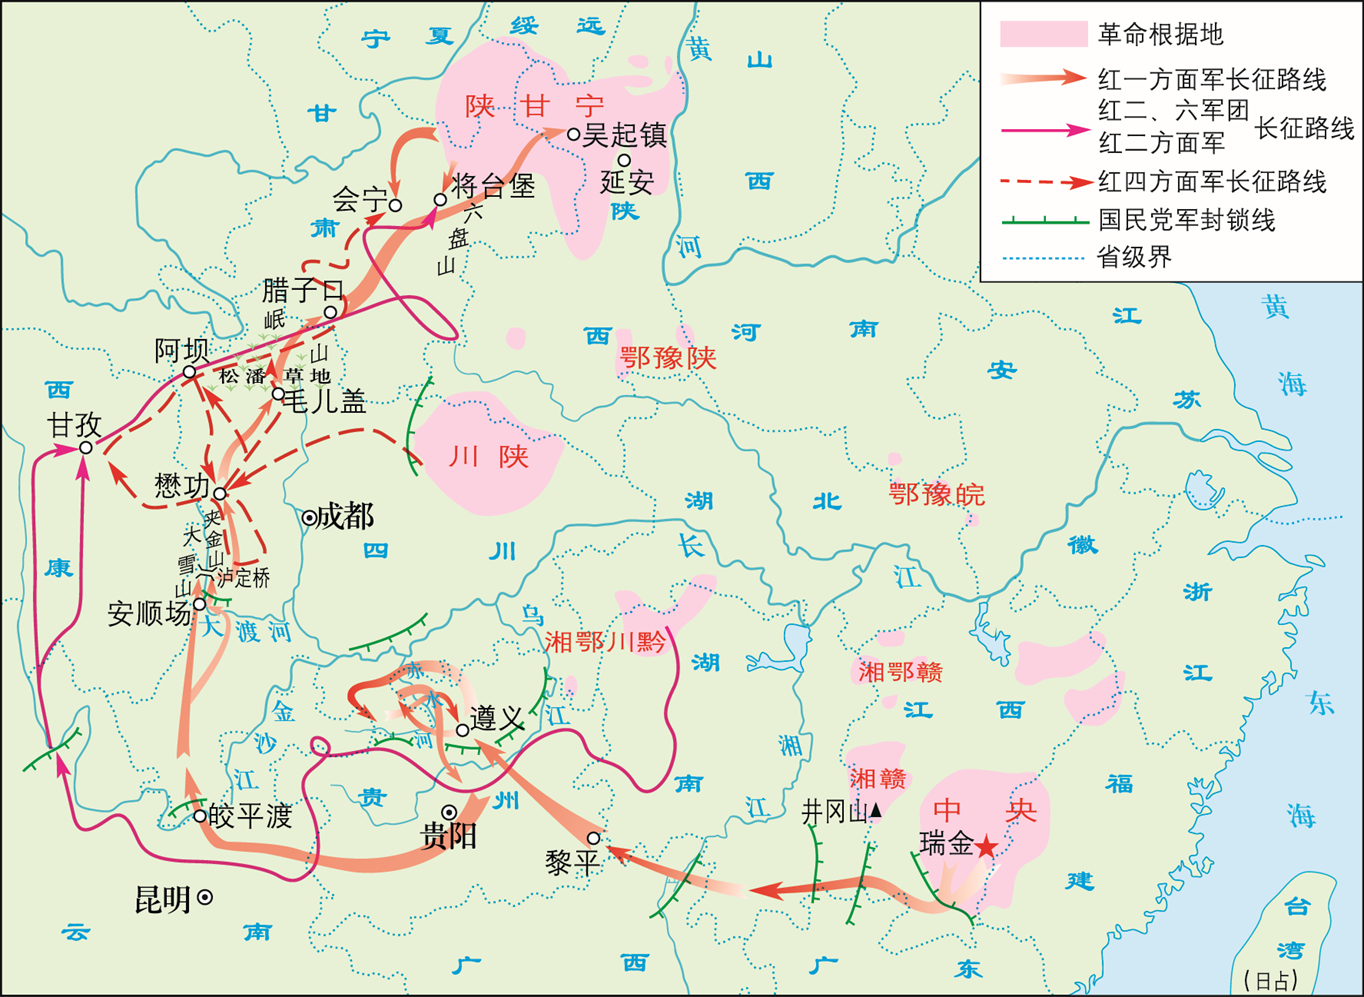 革命根据地
红一方面军长征路线
红二、六军团
红二方面军
长征路线
红四方面军长征路线
国民党军封锁线
省级界
宁夏
绥远
黄
山
甘
陕甘宁
吴起镇
延安
西
会宁
将台堡
陕
肃
六
盘
山
河
腊子口
岷
山
黄
海
江
苏
西
河
南
安
鄂豫陕
阿坝
松潘草地
毛儿盖
西
甘孜
川陕
懋功
成都
湖
北
鄂豫皖
夹
金
山
大
雪
山
泸定桥
四
川
长
江
徽
浙
江
康
安顺场
大渡河
乌
江
湘鄂川黔
湖
湘鄂赣
江
西
赤
水
河
遵义
金
沙
江
东
海
湘
江
南
湘赣
福
建
贵
州
皎平渡
贵阳
井冈山
中央
瑞金
黎平
昆明
云
南
广
西
广
东
台
湾
(日占)